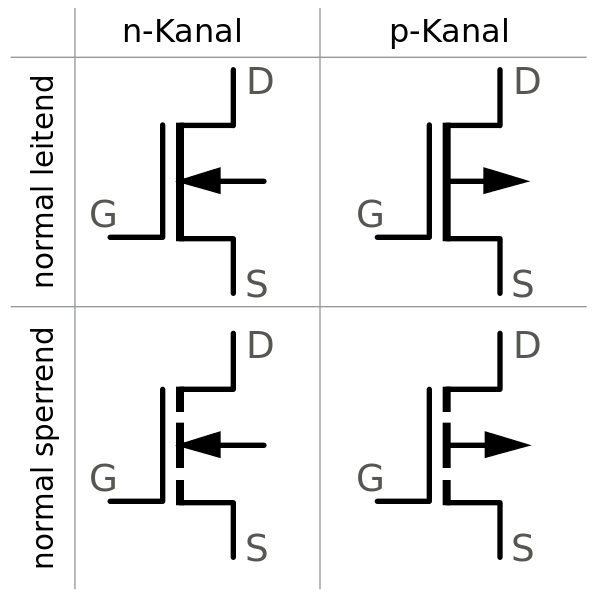 n-Kanal
p-Kanal
normal leitend
D
G
S
D
G
S
normal sperrend
D
G
S
D
G
S